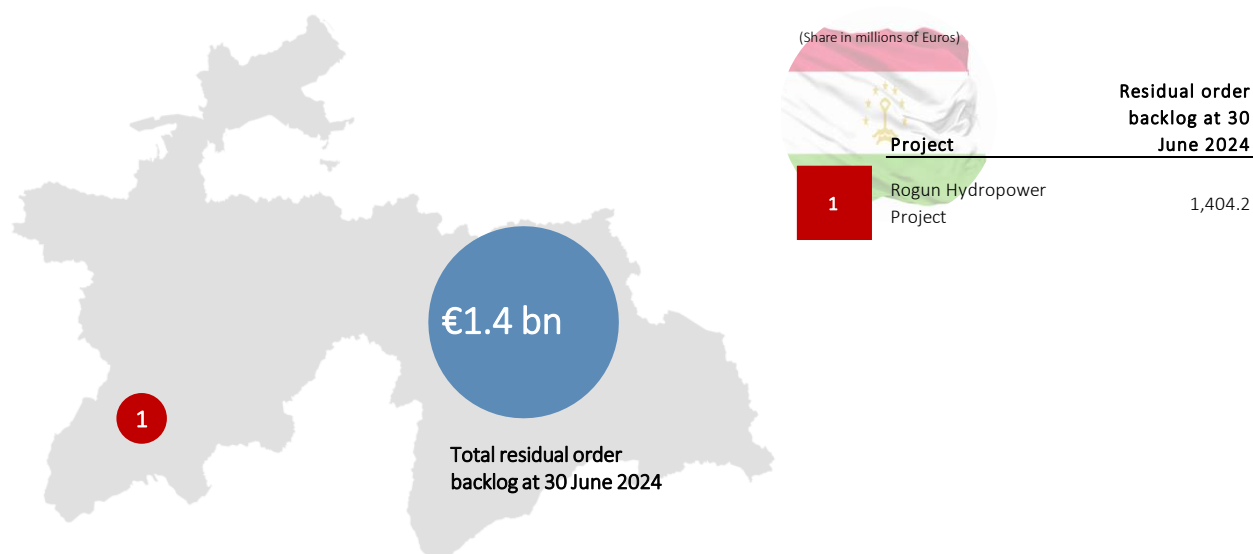 (Share in millions of Euros)
Residual order
backlog at 30
Project June 2024
1 Rogun Hydropower
Project 1,404.2
€1.4 bn
1
Total residual order
backlog at 30 June 2024